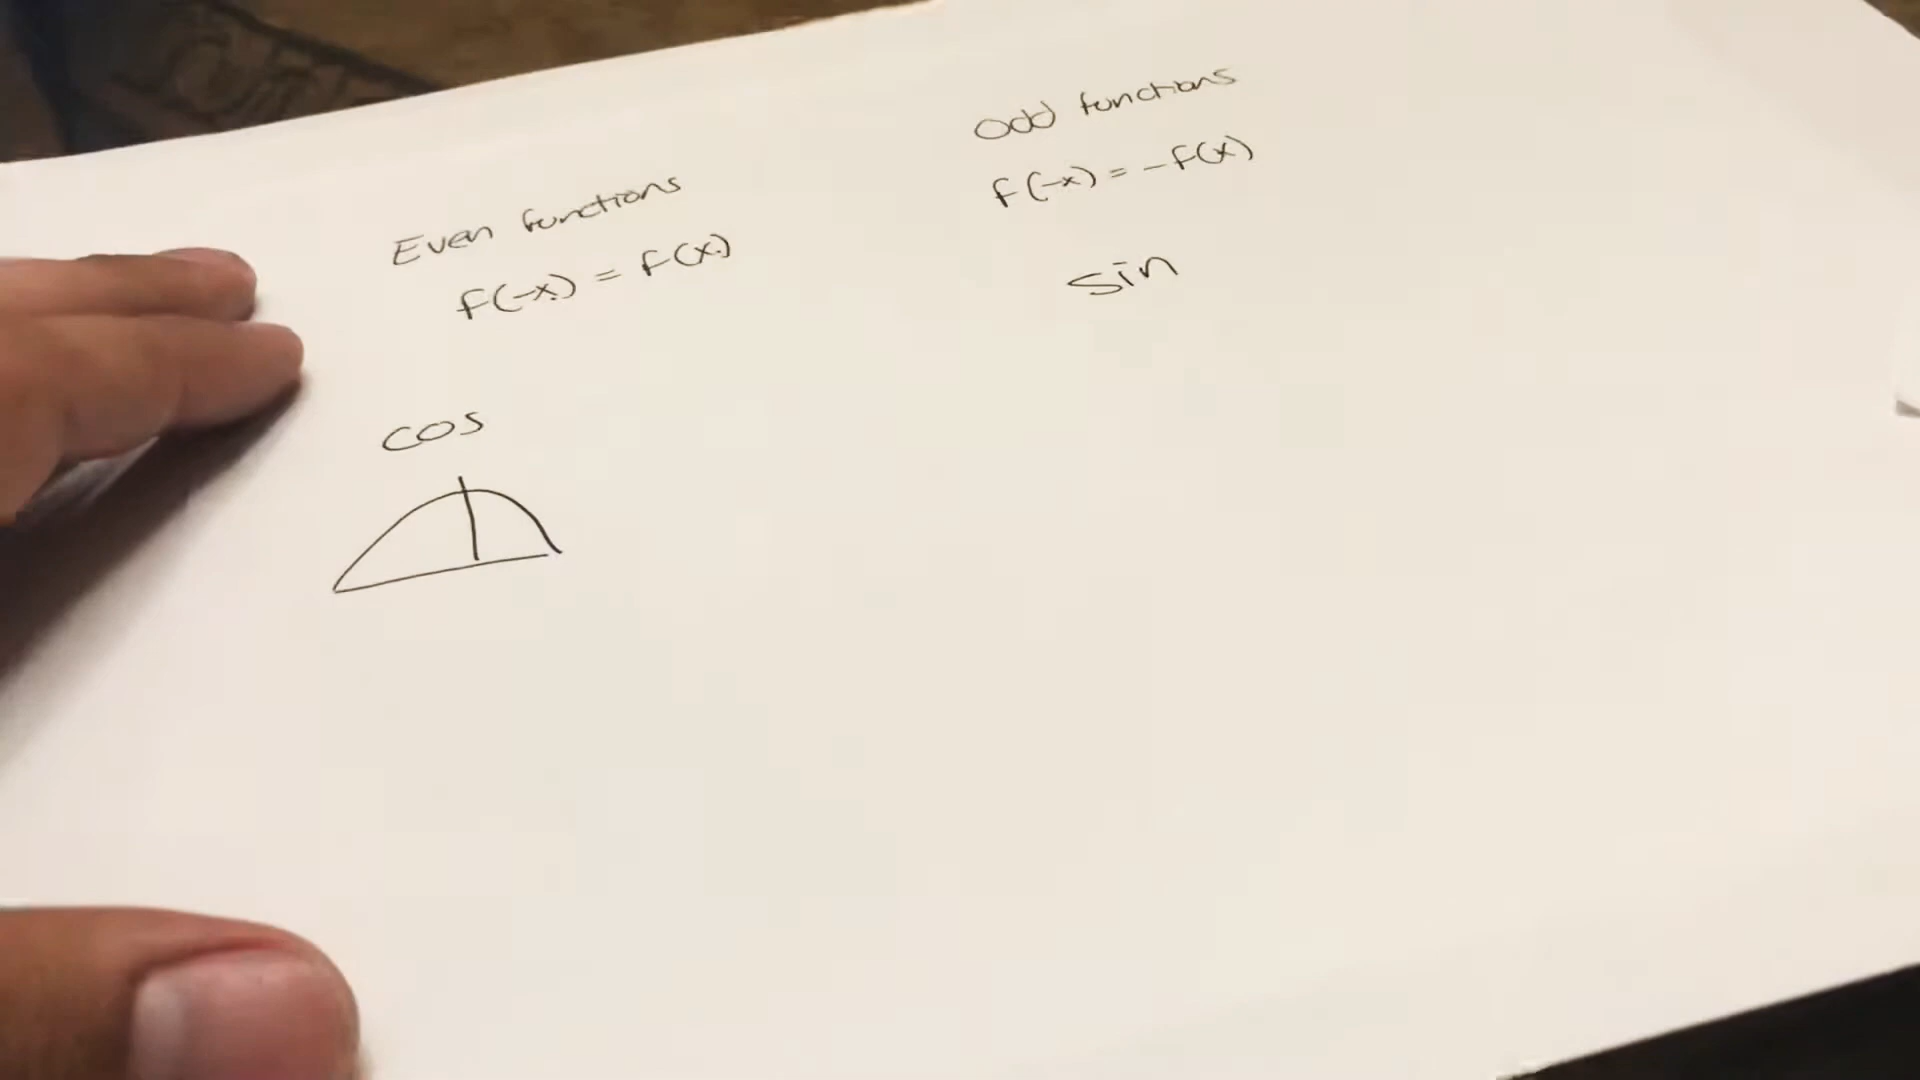 Even functions
f(-x) = f(x)
cos
Odd functions
f(-x) = -f(x)
sin